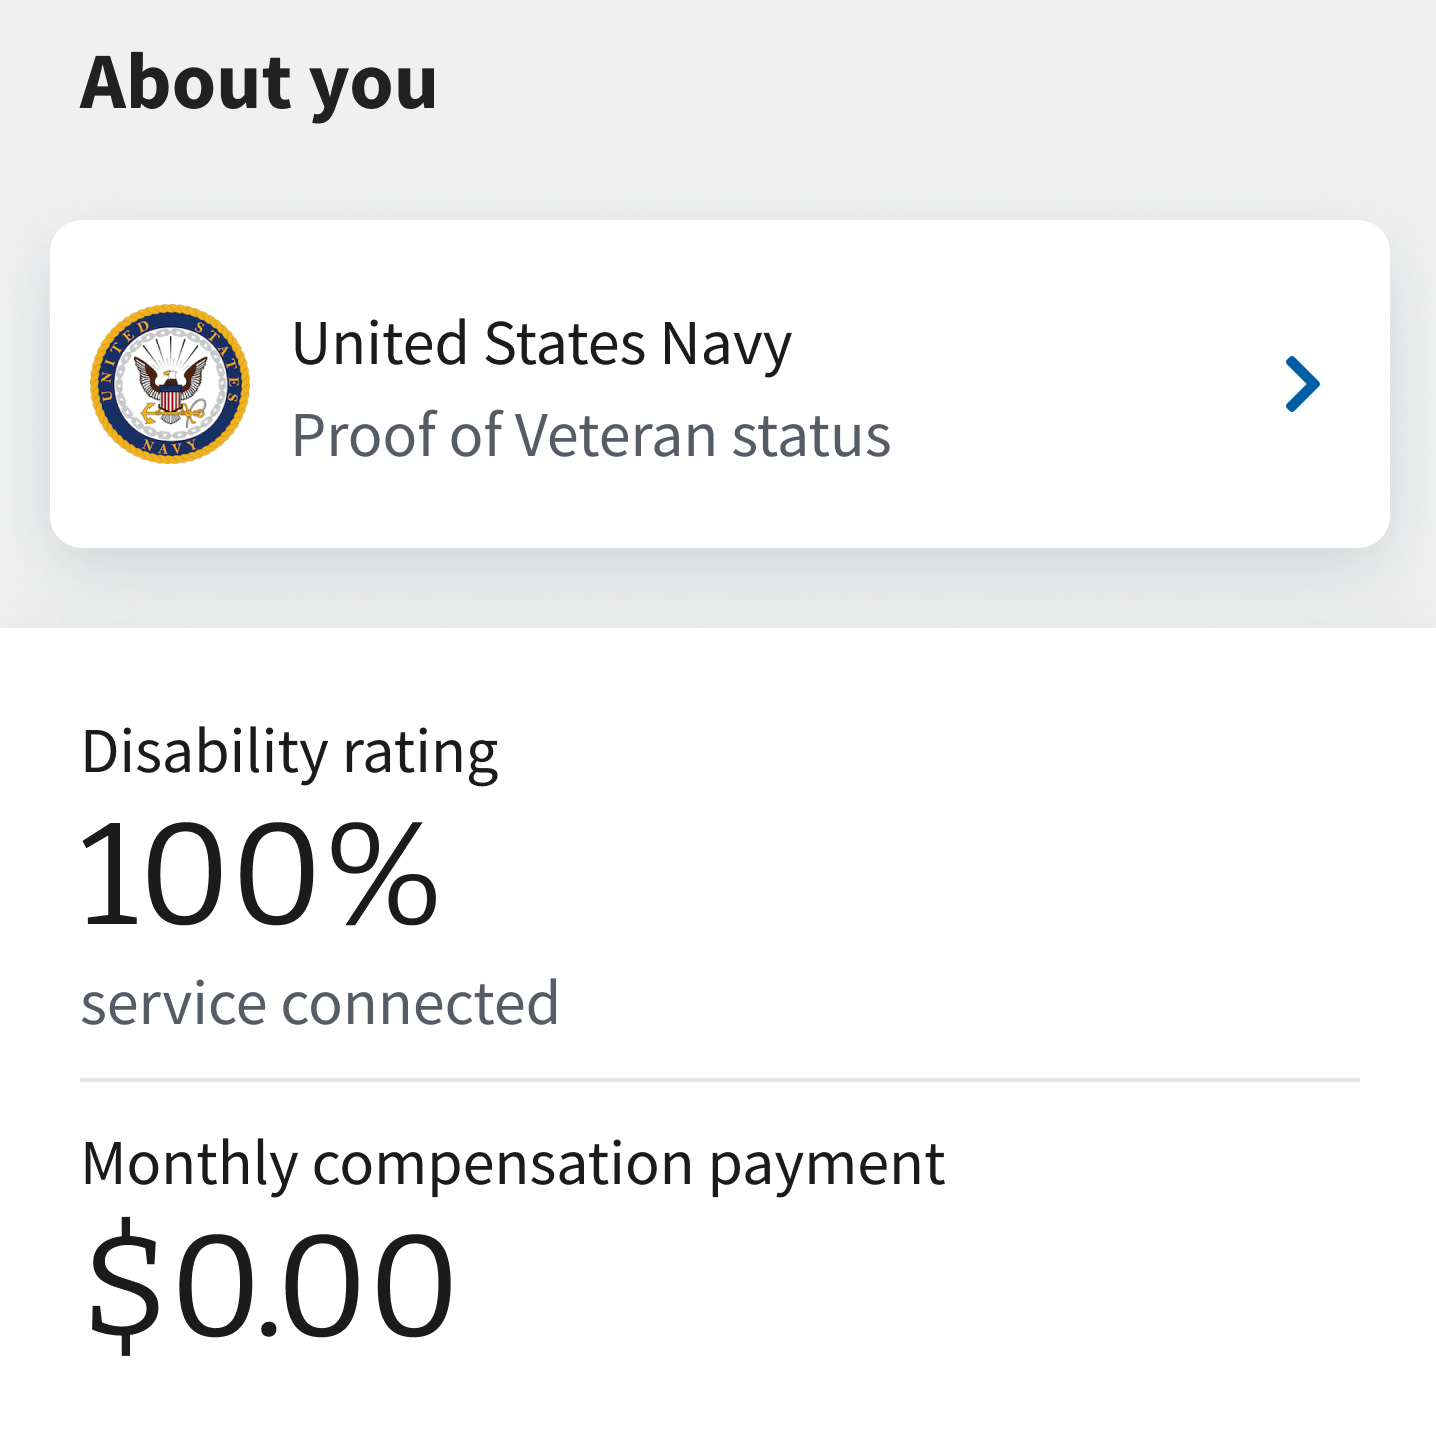 About you
UNITED STATES NAVY
United States Navy
Proof of Veteran status
Disability rating
100%
service connected
Monthly compensation payment
$0.00